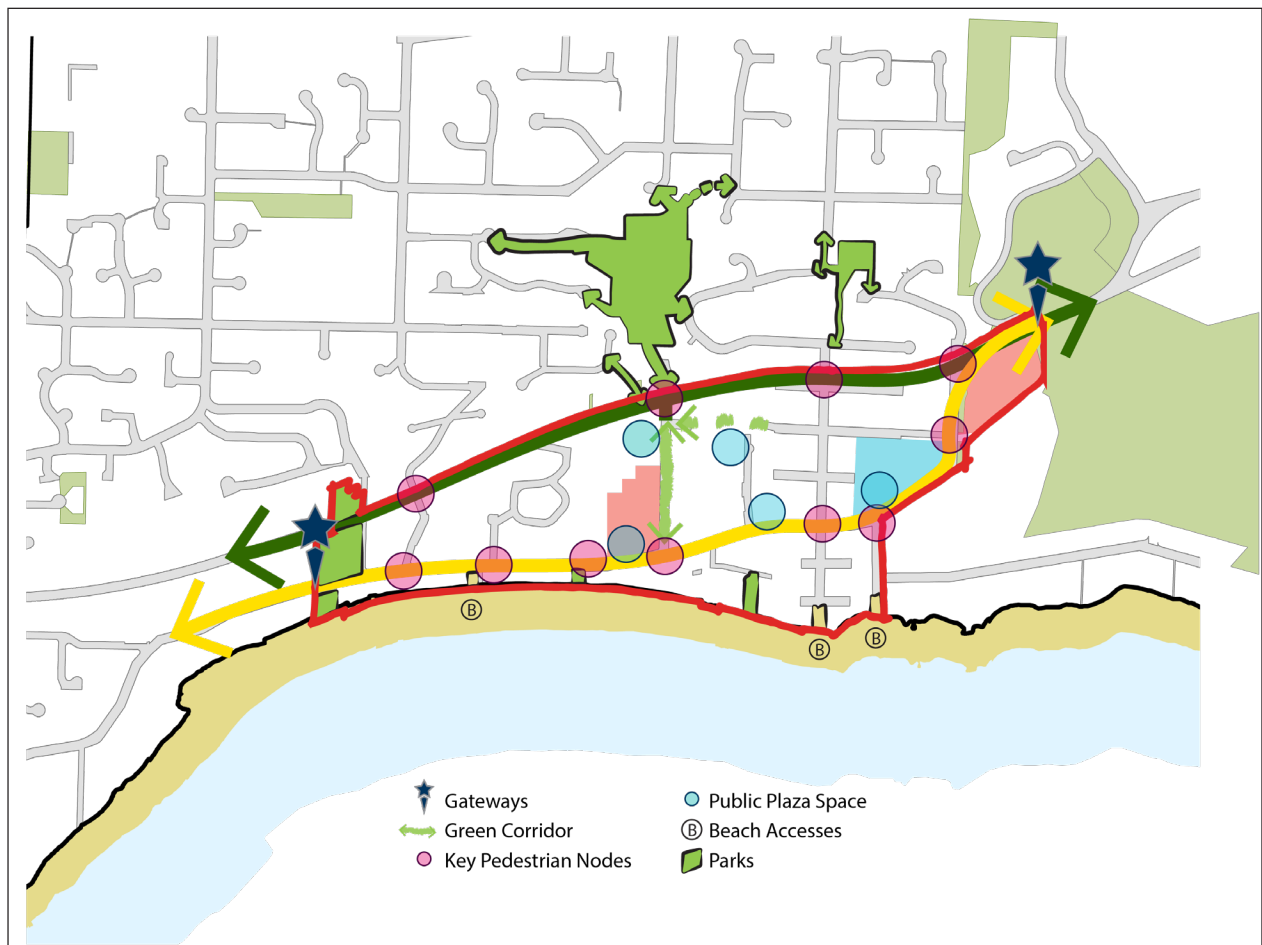 B
B
B
Gateways
Green Corridor
Key Pedestrian Nodes
Public Plaza Space
B Beach Accesses
Parks